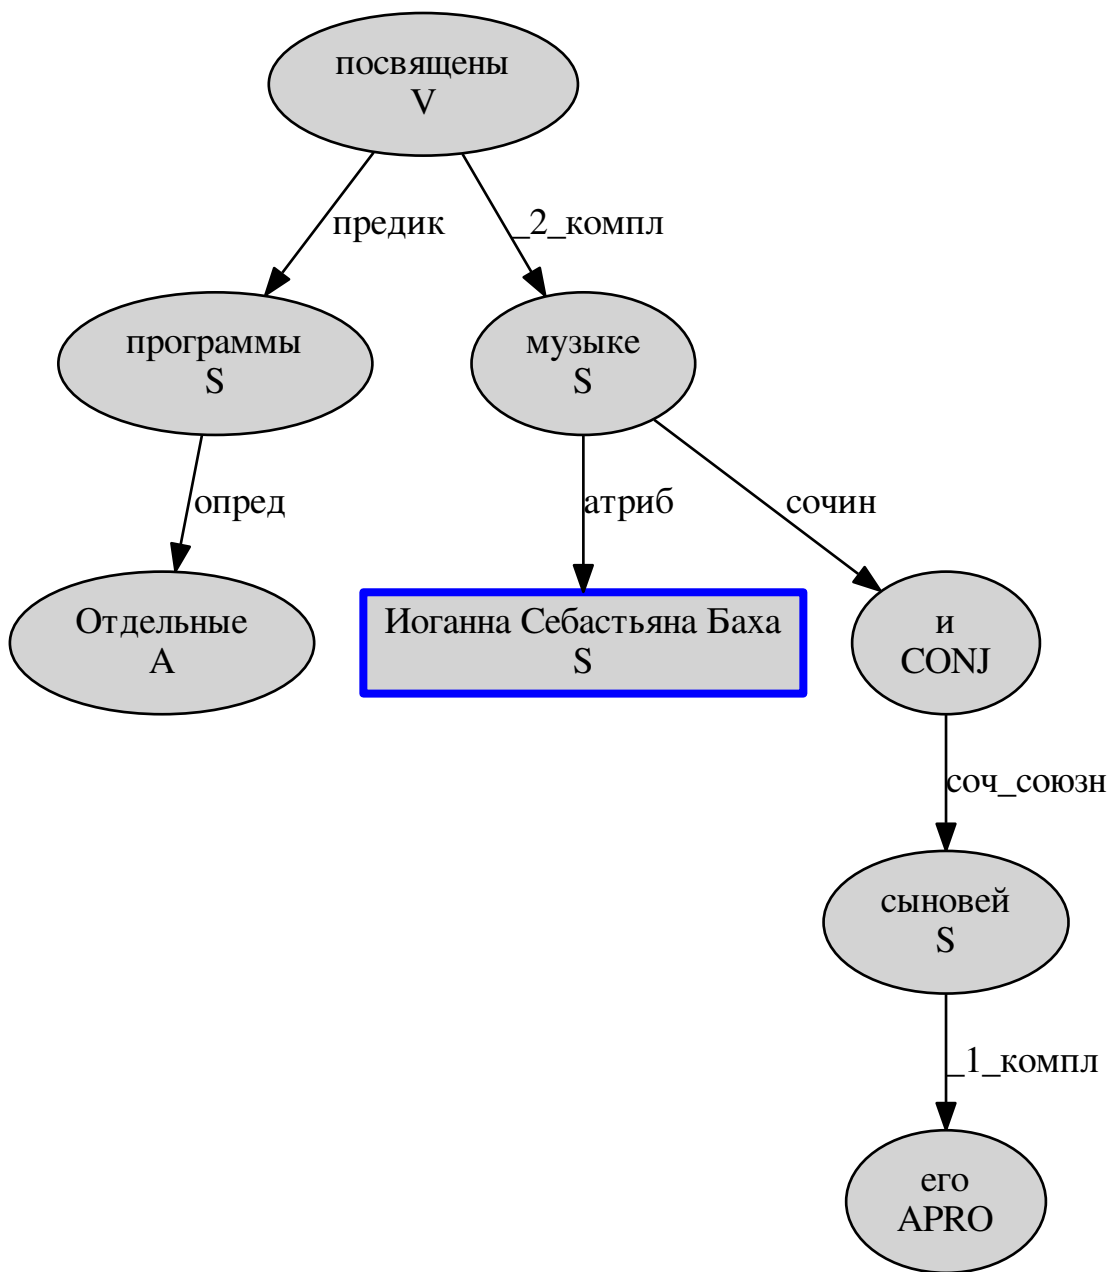 посвящены
V
предик
_2_компл
программы
S
музыке
S
опред
атриб
сочин
Отдельные
A
Иоганна Себастьяна Баха
S
и
CONJ
соч_союзн
сыновей
S
_1_компл
его
APRO